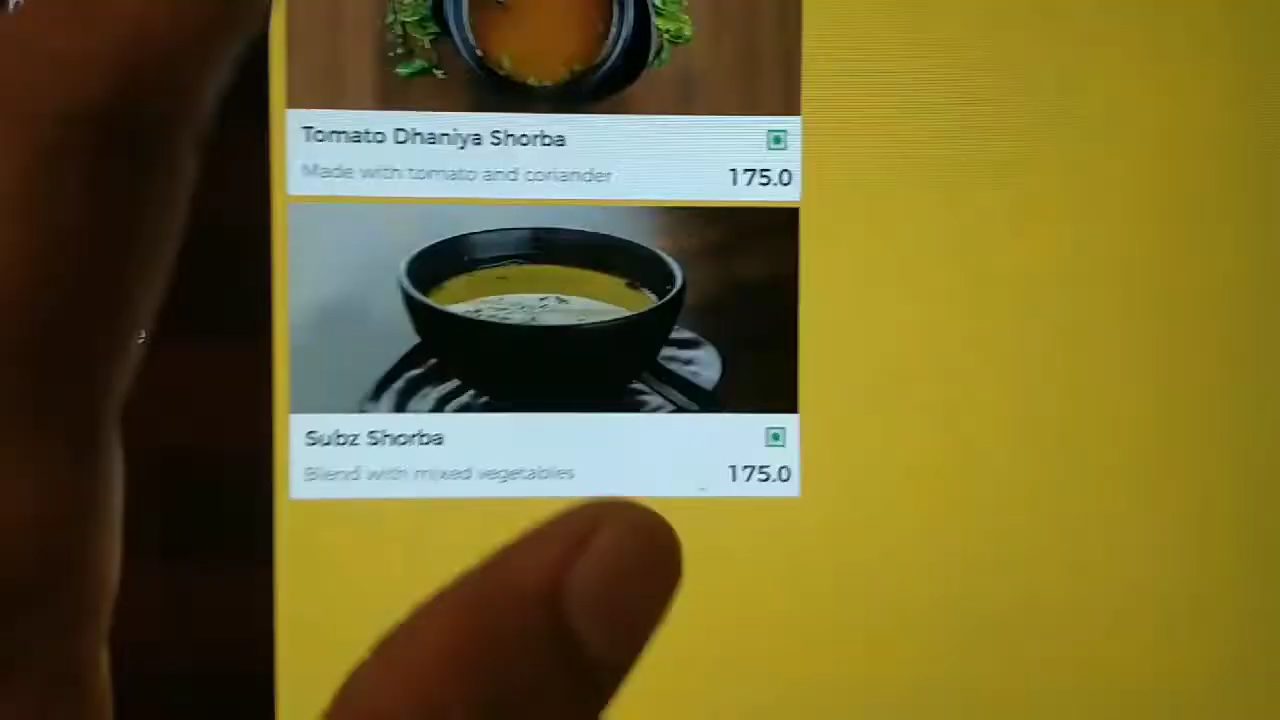 Tomato Dhaniya Shorba
Made with tomato and coriander
175.0
Subz Shorba
Blend with mixed vegetables
175.0